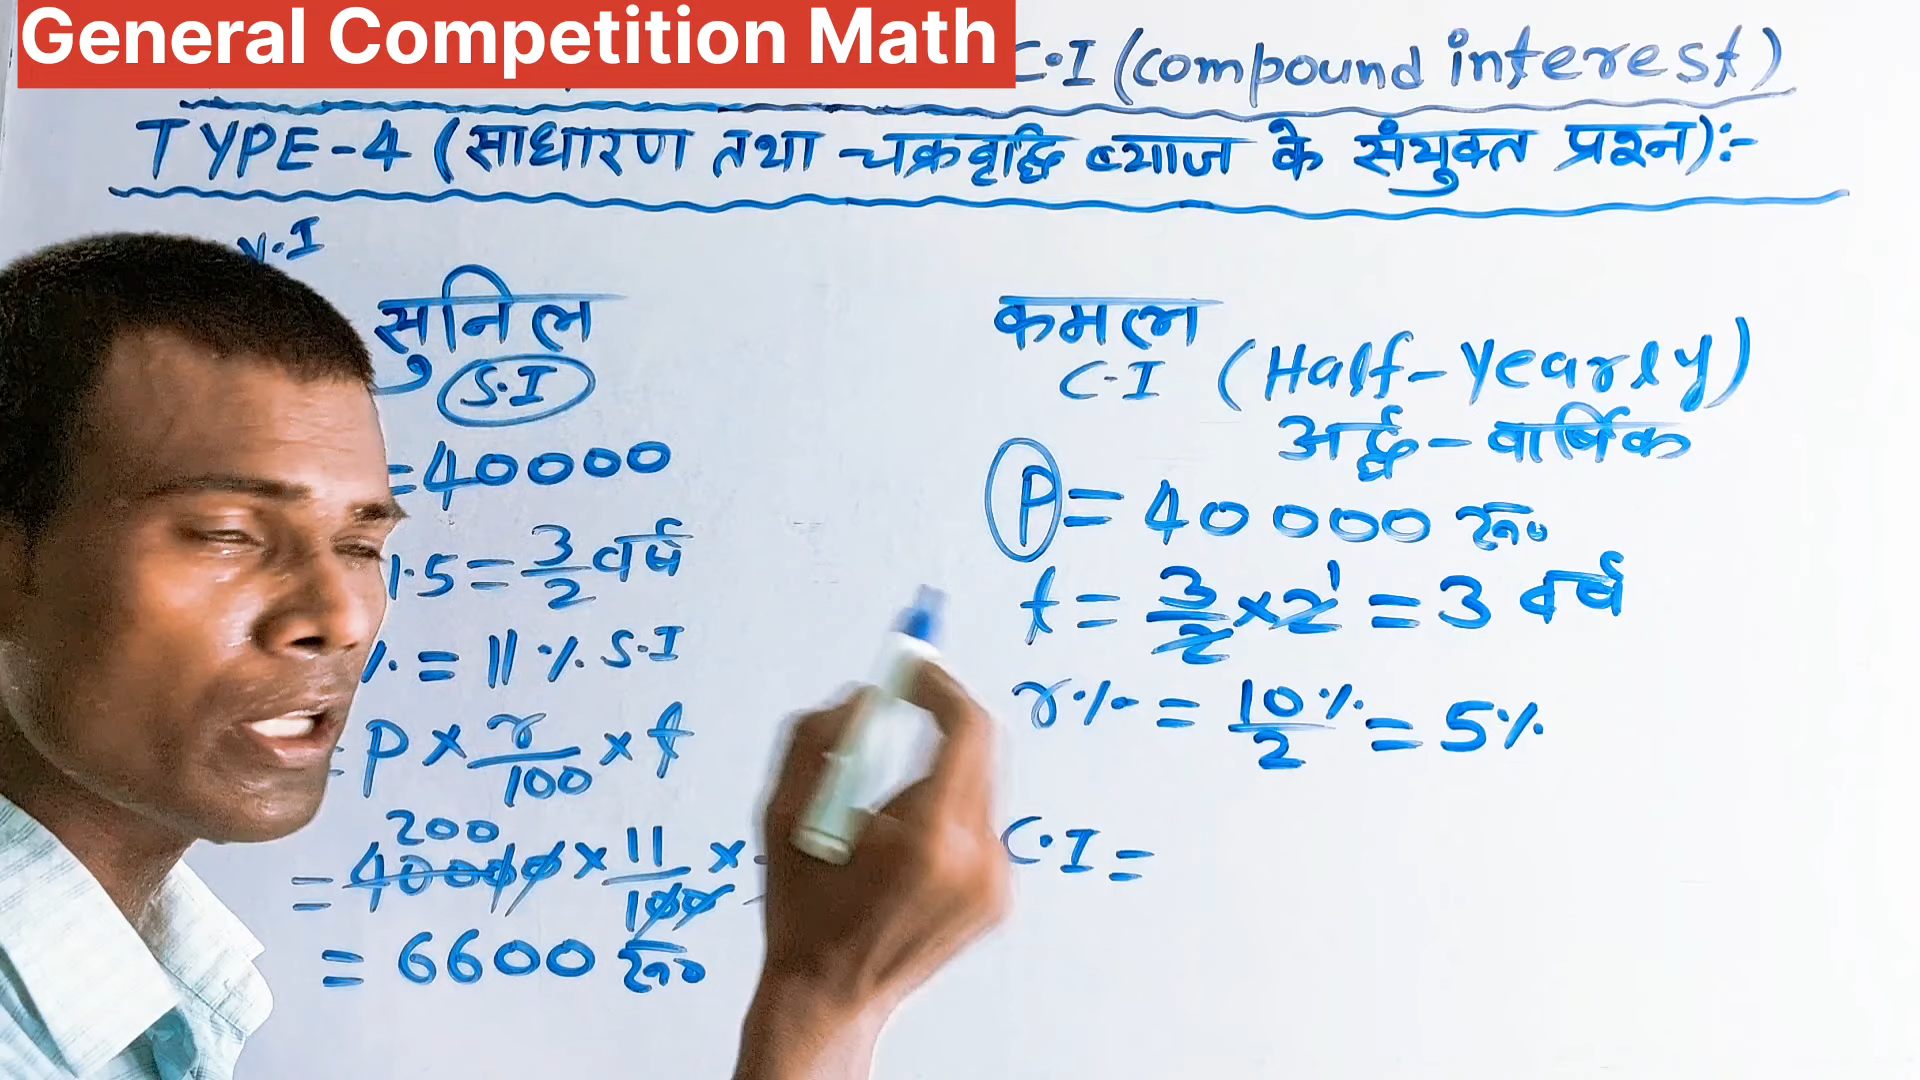 General Competition Math
C.I (compound interest)
TYPE-4 (साधारण तथा चक्रवृद्धि ब्याज के संयुक्त प्रश्न):-
सुनिल
S.I
=40000
1.5 = 3/2 वर्ष
% = 11% S.I
= P × r/100 × t
200
= 40000 × 11/100 ×
= 6600 रू०
कमल
C.I (Half-Yearly)
अर्द्ध-वार्षिक
P = 40000 रू०
t = 3/2 × 2 1 = 3 वर्ष
r% = 10%/2 = 5%
C.I =